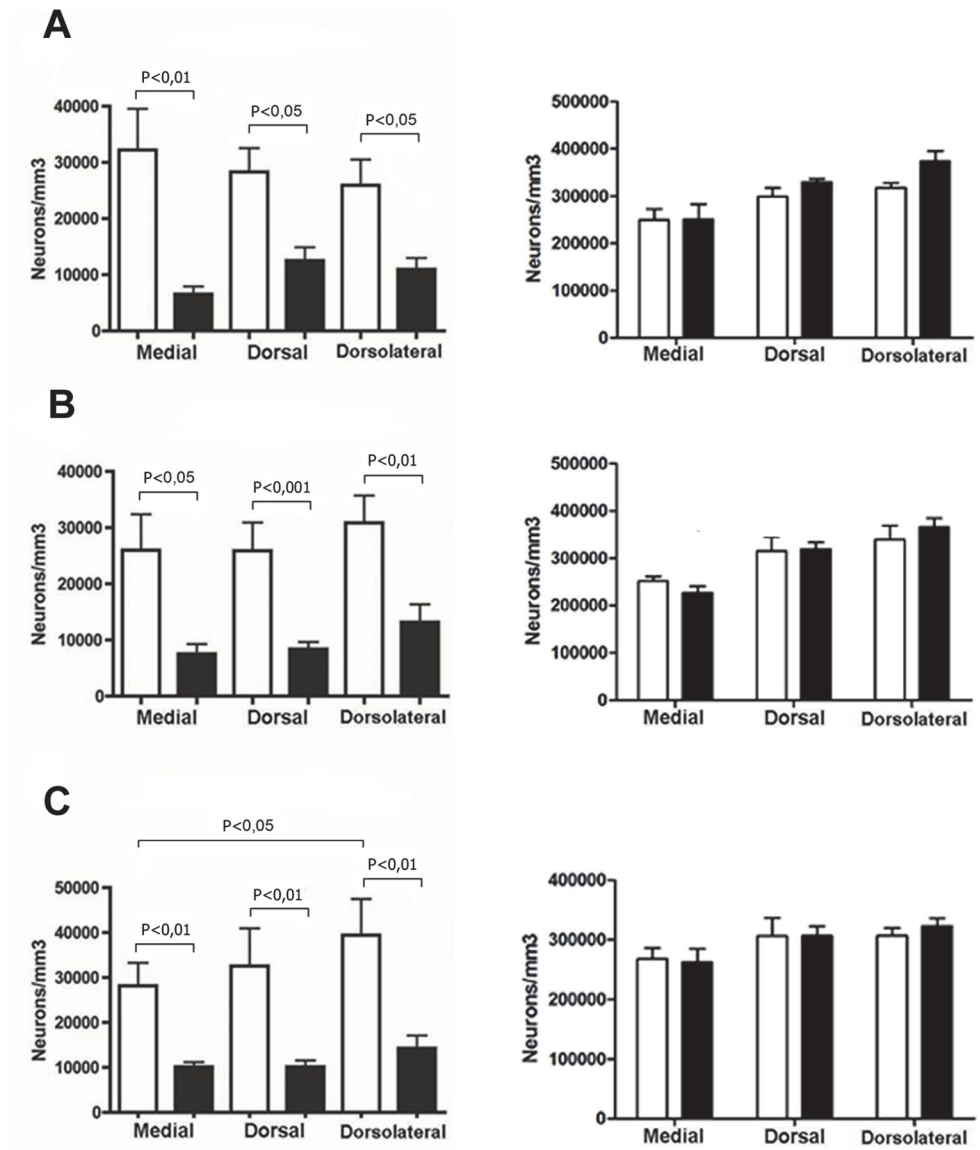 A
P<0,01
P<0,05
P<0,05
Neurons/mm3
40000
30000
20000
10000
0
Medial Dorsal Dorsolateral
Neurons/mm3
500000
400000
300000
200000
100000
0
Medial Dorsal Dorsolateral
B
P<0,05
P<0,001
P<0,01
Neurons/mm3
40000
30000
20000
10000
0
Medial Dorsal Dorsolateral
Neurons/mm3
500000
400000
300000
200000
100000
0
Medial Dorsal Dorsolateral
C
P<0,05
P<0,01
P<0,01
P<0,01
Neurons/mm3
50000
40000
30000
20000
10000
0
Medial Dorsal Dorsolateral
Neurons/mm3
400000
300000
200000
100000
0
Medial Dorsal Dorsolateral